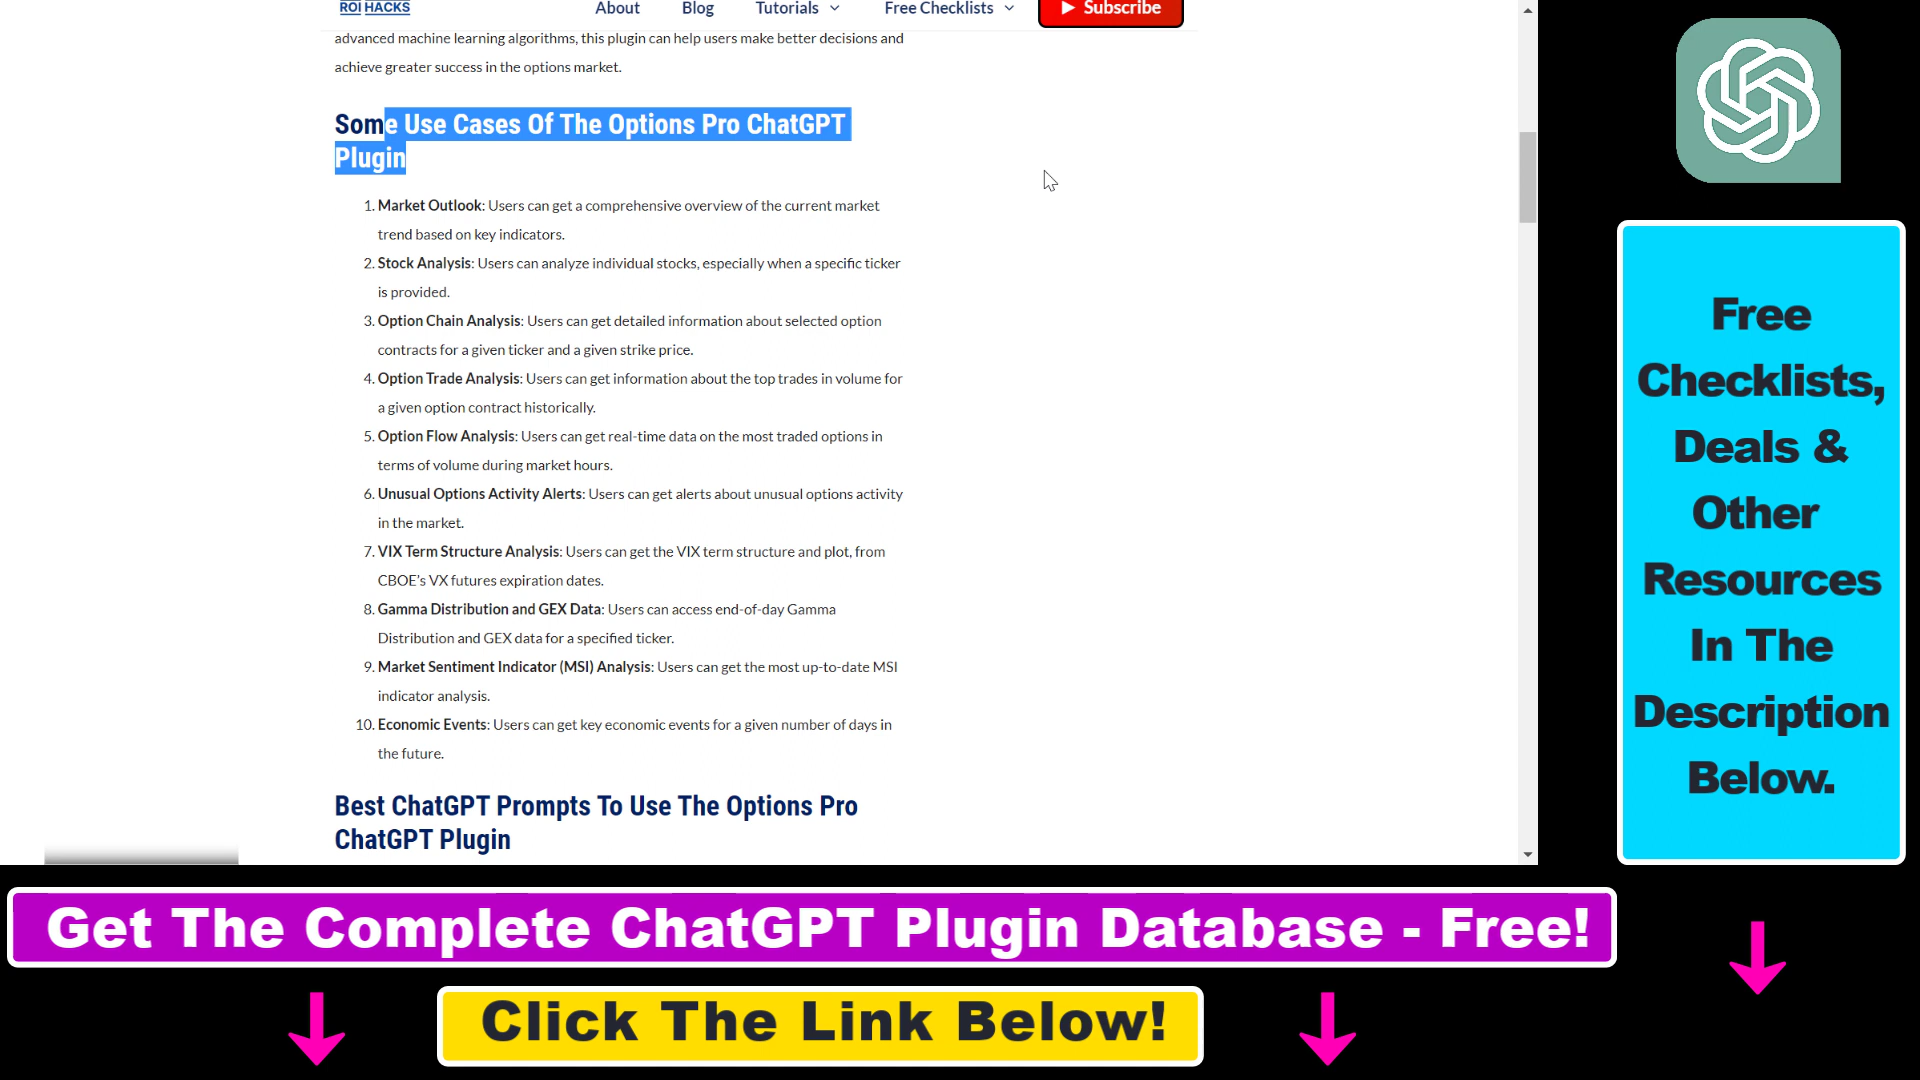 ROI HACKS
About
Blog
Tutorials
Free Checklists
Subscribe
advanced machine learning algorithms, this plugin can help users make better decisions and
achieve greater success in the options market.
Some Use Cases Of The Options Pro ChatGPT
Plugin
1. Market Outlook: Users can get a comprehensive overview of the current market
trend based on key indicators.
2. Stock Analysis: Users can analyze individual stocks, especially when a specific ticker
is provided.
3. Option Chain Analysis: Users can get detailed information about selected option
contracts for a given ticker and a given strike price.
4. Option Trade Analysis: Users can get information about the top trades in volume for
a given option contract historically.
5. Option Flow Analysis: Users can get real-time data on the most traded options in
terms of volume during market hours.
6. Unusual Options Activity Alerts: Users can get alerts about unusual options activity
in the market.
7. VIX Term Structure Analysis: Users can get the VIX term structure and plot, from
CBOE’s VX futures expiration dates.
8. Gamma Distribution and GEX Data: Users can access end-of-day Gamma
Distribution and GEX data for a specified ticker.
9. Market Sentiment Indicator (MSI) Analysis: Users can get the most up-to-date MSI
indicator analysis.
10. Economic Events: Users can get key economic events for a given number of days in
the future.
Best ChatGPT Prompts To Use The Options Pro
ChatGPT Plugin
Free
Checklists,
Deals &
Other
Resources
In The
Description
Below.
Get The Complete ChatGPT Plugin Database - Free!
Click The Link Below!